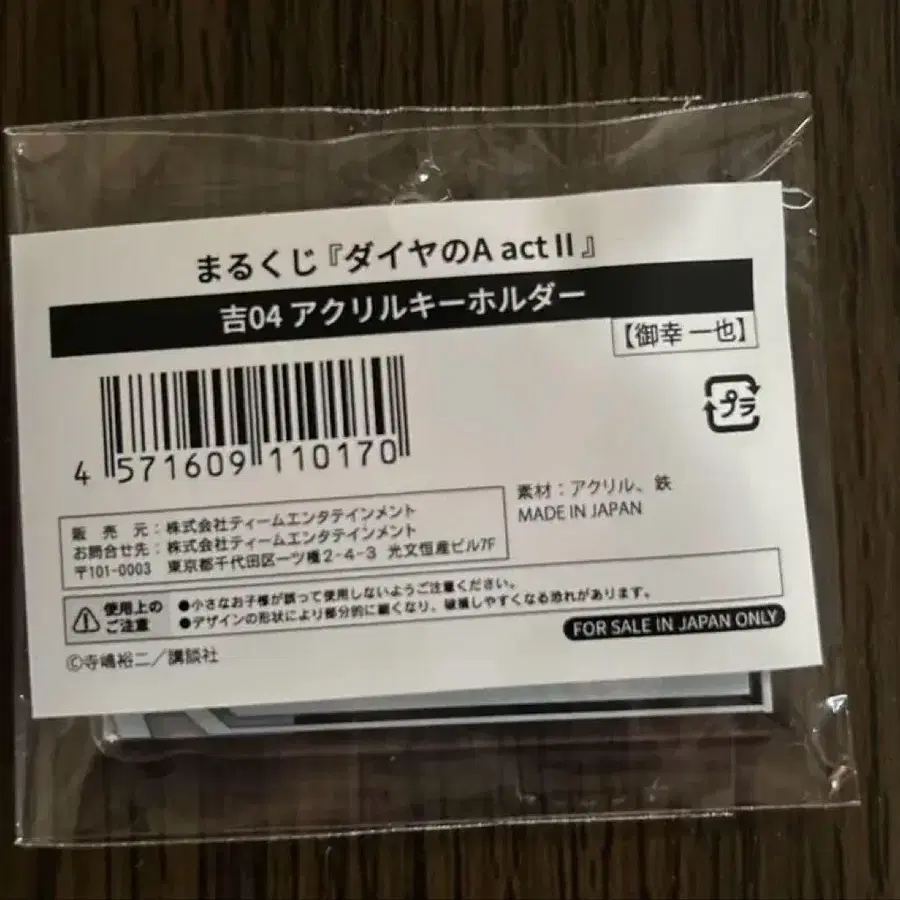 まるくじ『ダイヤのA actⅡ』
吉04 アクリルキーホルダー
【御幸 一也】
プラ
4 571609 110170
素材：アクリル、鉄
MADE IN JAPAN
販 売 元：株式会社ティームエンタテインメント
お問合せ先：株式会社ティームエンタテインメント
〒101-0003 東京都千代田区一ツ橋2-4-3 光文恒産ビル7F
使用上の
ご注意
●小さなお子様が誤って使用しないようご注意ください。
●デザインの形状により部分的に細くなり、破損しやすくなる恐れがあります。
FOR SALE IN JAPAN ONLY
©寺嶋裕二／講談社